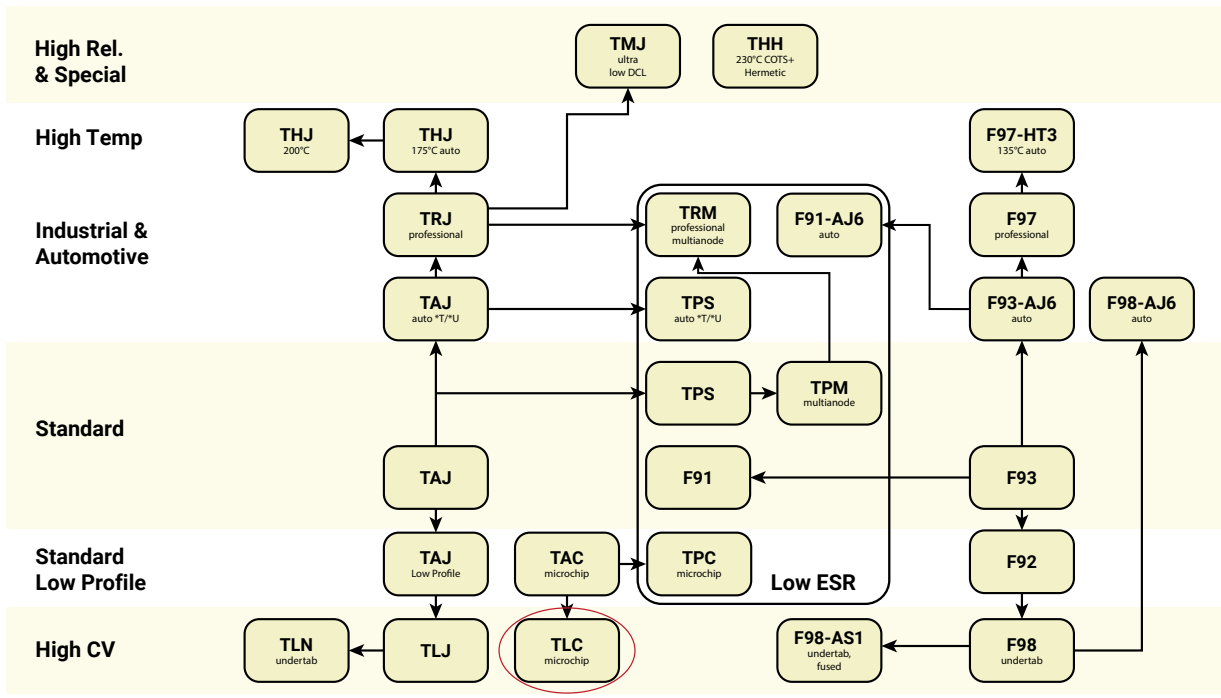 High Rel.
& Special
TMJ
ultra
low DCL
THH
230°C COTS+
Hermetic
High Temp
THJ
200°C
THJ
175°C auto
F97-HT3
135°C auto
Industrial &
Automotive
TRJ
professional
TRM
professional
multianode
F91-AJ6
auto
F97
professional
TAJ
auto *T/*U
TPS
auto *T/*U
F93-AJ6
auto
F98-AJ6
auto
Standard
TPS
TPM
multianode
TAJ
F91
F93
Standard
Low Profile
TAJ
Low Profile
TAC
microchip
TPC
microchip
Low ESR
F92
High CV
TLN
undertab
TLJ
TLC
microchip
F98-AS1
undertab,
fused
F98
undertab